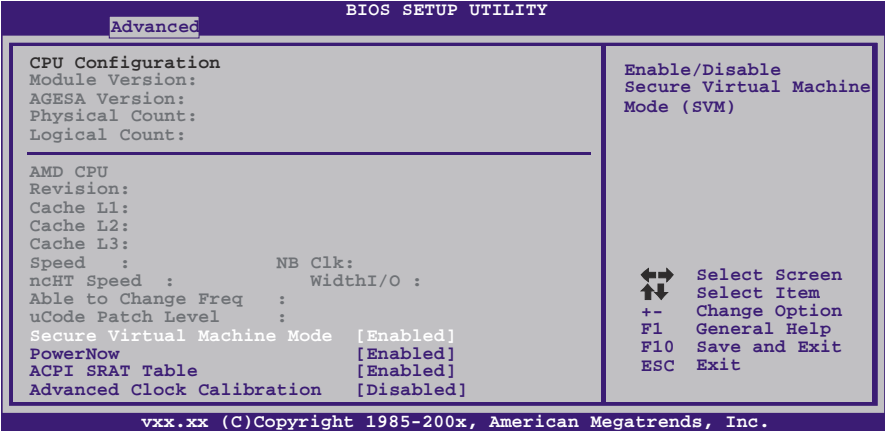 BIOS SETUP UTILITY
Advanced
CPU Configuration
Module Version:
AGESA Version:
Physical Count:
Logical Count:
AMD CPU
Revision:
Cache L1:
Cache L2:
Cache L3:
Speed : NB Clk:
ncHT Speed : WidthI/O :
Able to Change Freq :
uCode Patch Level :
Secure Virtual Machine Mode [Enabled]
PowerNow [Enabled]
ACPI SRAT Table [Enabled]
Advanced Clock Calibration [Disabled]
Enable/Disable
Secure Virtual Machine
Mode (SVM)
Select Screen
Select Item
+- Change Option
F1 General Help
F10 Save and Exit
ESC Exit
vxx.xx (C)Copyright 1985-200x, American Megatrends, Inc.